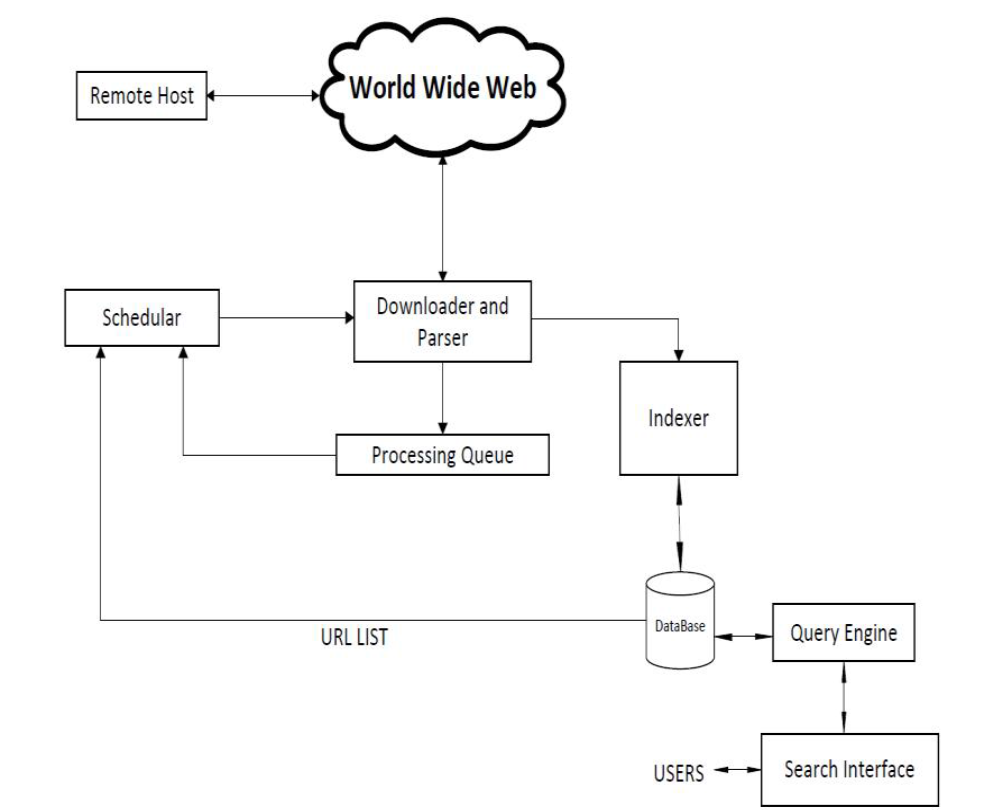 World Wide Web
Remote Host
Schedular
Downloader and
Parser
Indexer
Processing Queue
DataBase
URL LIST
Query Engine
USERS
Search Interface